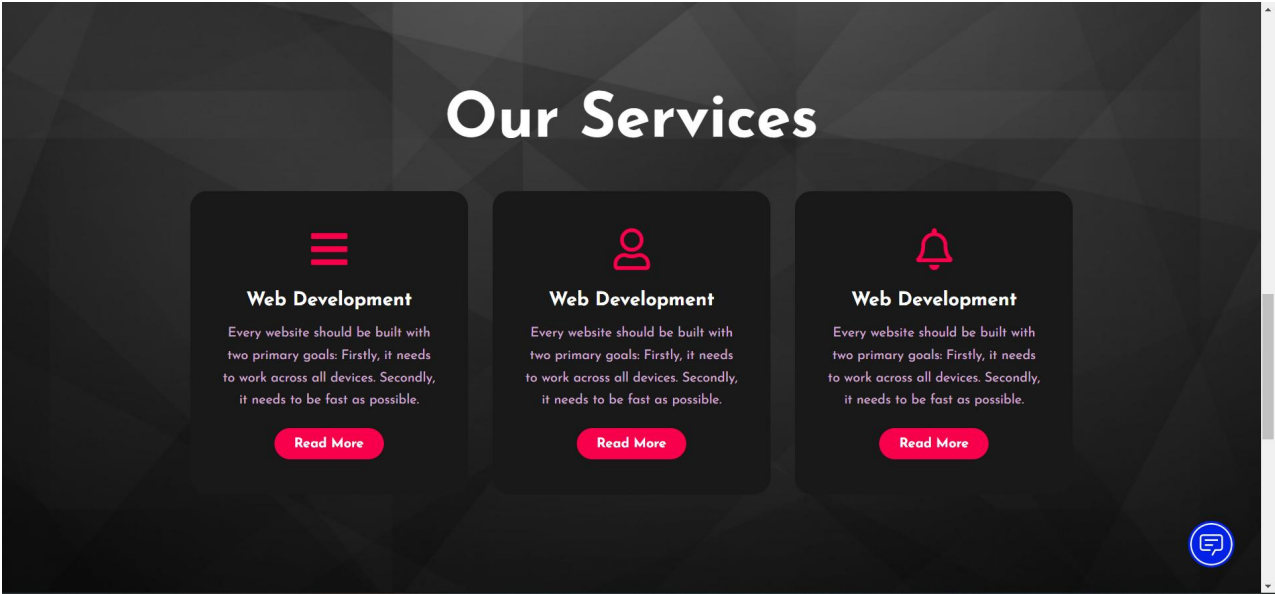 Our Services
Web Development
Every website should be built with
two primary goals: Firstly, it needs
to work across all devices. Secondly,
it needs to be fast as possible.
Read More
Web Development
Every website should be built with
two primary goals: Firstly, it needs
to work across all devices. Secondly,
it needs to be fast as possible.
Read More
Web Development
Every website should be built with
two primary goals: Firstly, it needs
to work across all devices. Secondly,
it needs to be fast as possible.
Read More